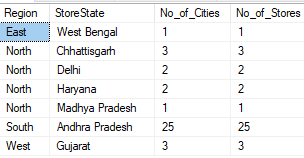 Region StoreState No_of_Cities No_of_Stores
East West Bengal 1 1
North Chhattisgarh 3 3
North Delhi 2 2
North Haryana 2 2
North Madhya Pradesh 1 1
South Andhra Pradesh 25 25
West Gujarat 3 3